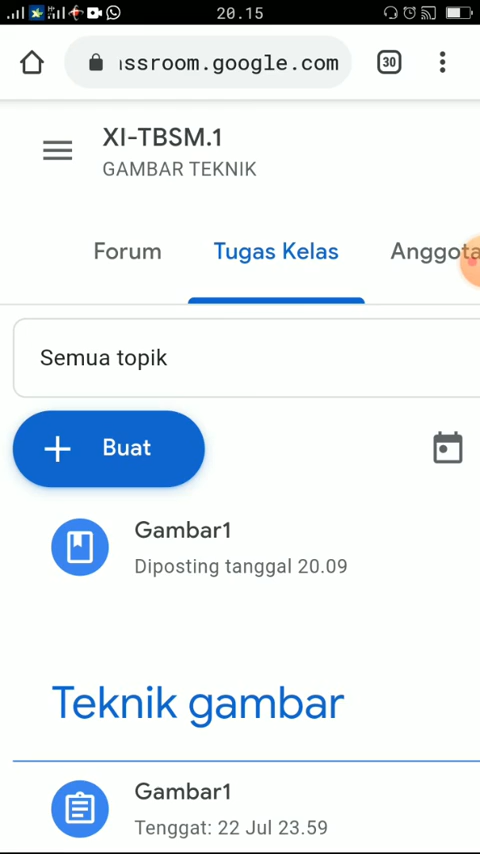 20.15
ssroom.google.com
30
XI-TBSM.1
GAMBAR TEKNIK
Forum
Tugas Kelas
Anggota
Semua topik
Buat
Gambar1
Diposting tanggal 20.09
Teknik gambar
Gambar1
Tenggat: 22 Jul 23.59